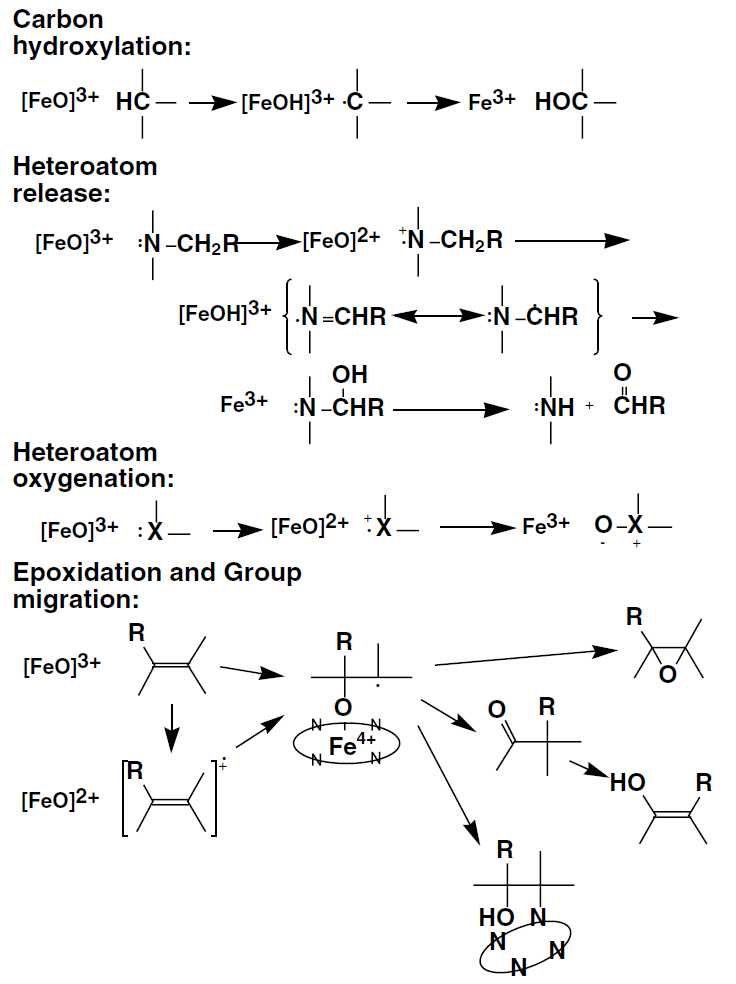 Carbon
hydroxylation:
[FeO]3+ HC [FeOH]3+ ·C Fe3+ HOC
Heteroatom
release:
[FeO]3+ :N –CH2R [FeO]2+ +·N –CH2R
[FeOH]3+ ·N =CHR :N –ĊHR
OH O
Fe3+ :N –CHR :NH + CHR
Heteroatom
oxygenation:
[FeO]3+ :X [FeO]2+ +·X Fe3+ O–X
- +
Epoxidation and Group
migration:
R R R
[FeO]3+ ·
O O
O R
N N
Fe4+
N N
R ·+
[FeO]2+
HO R
R
HO N
N N
N